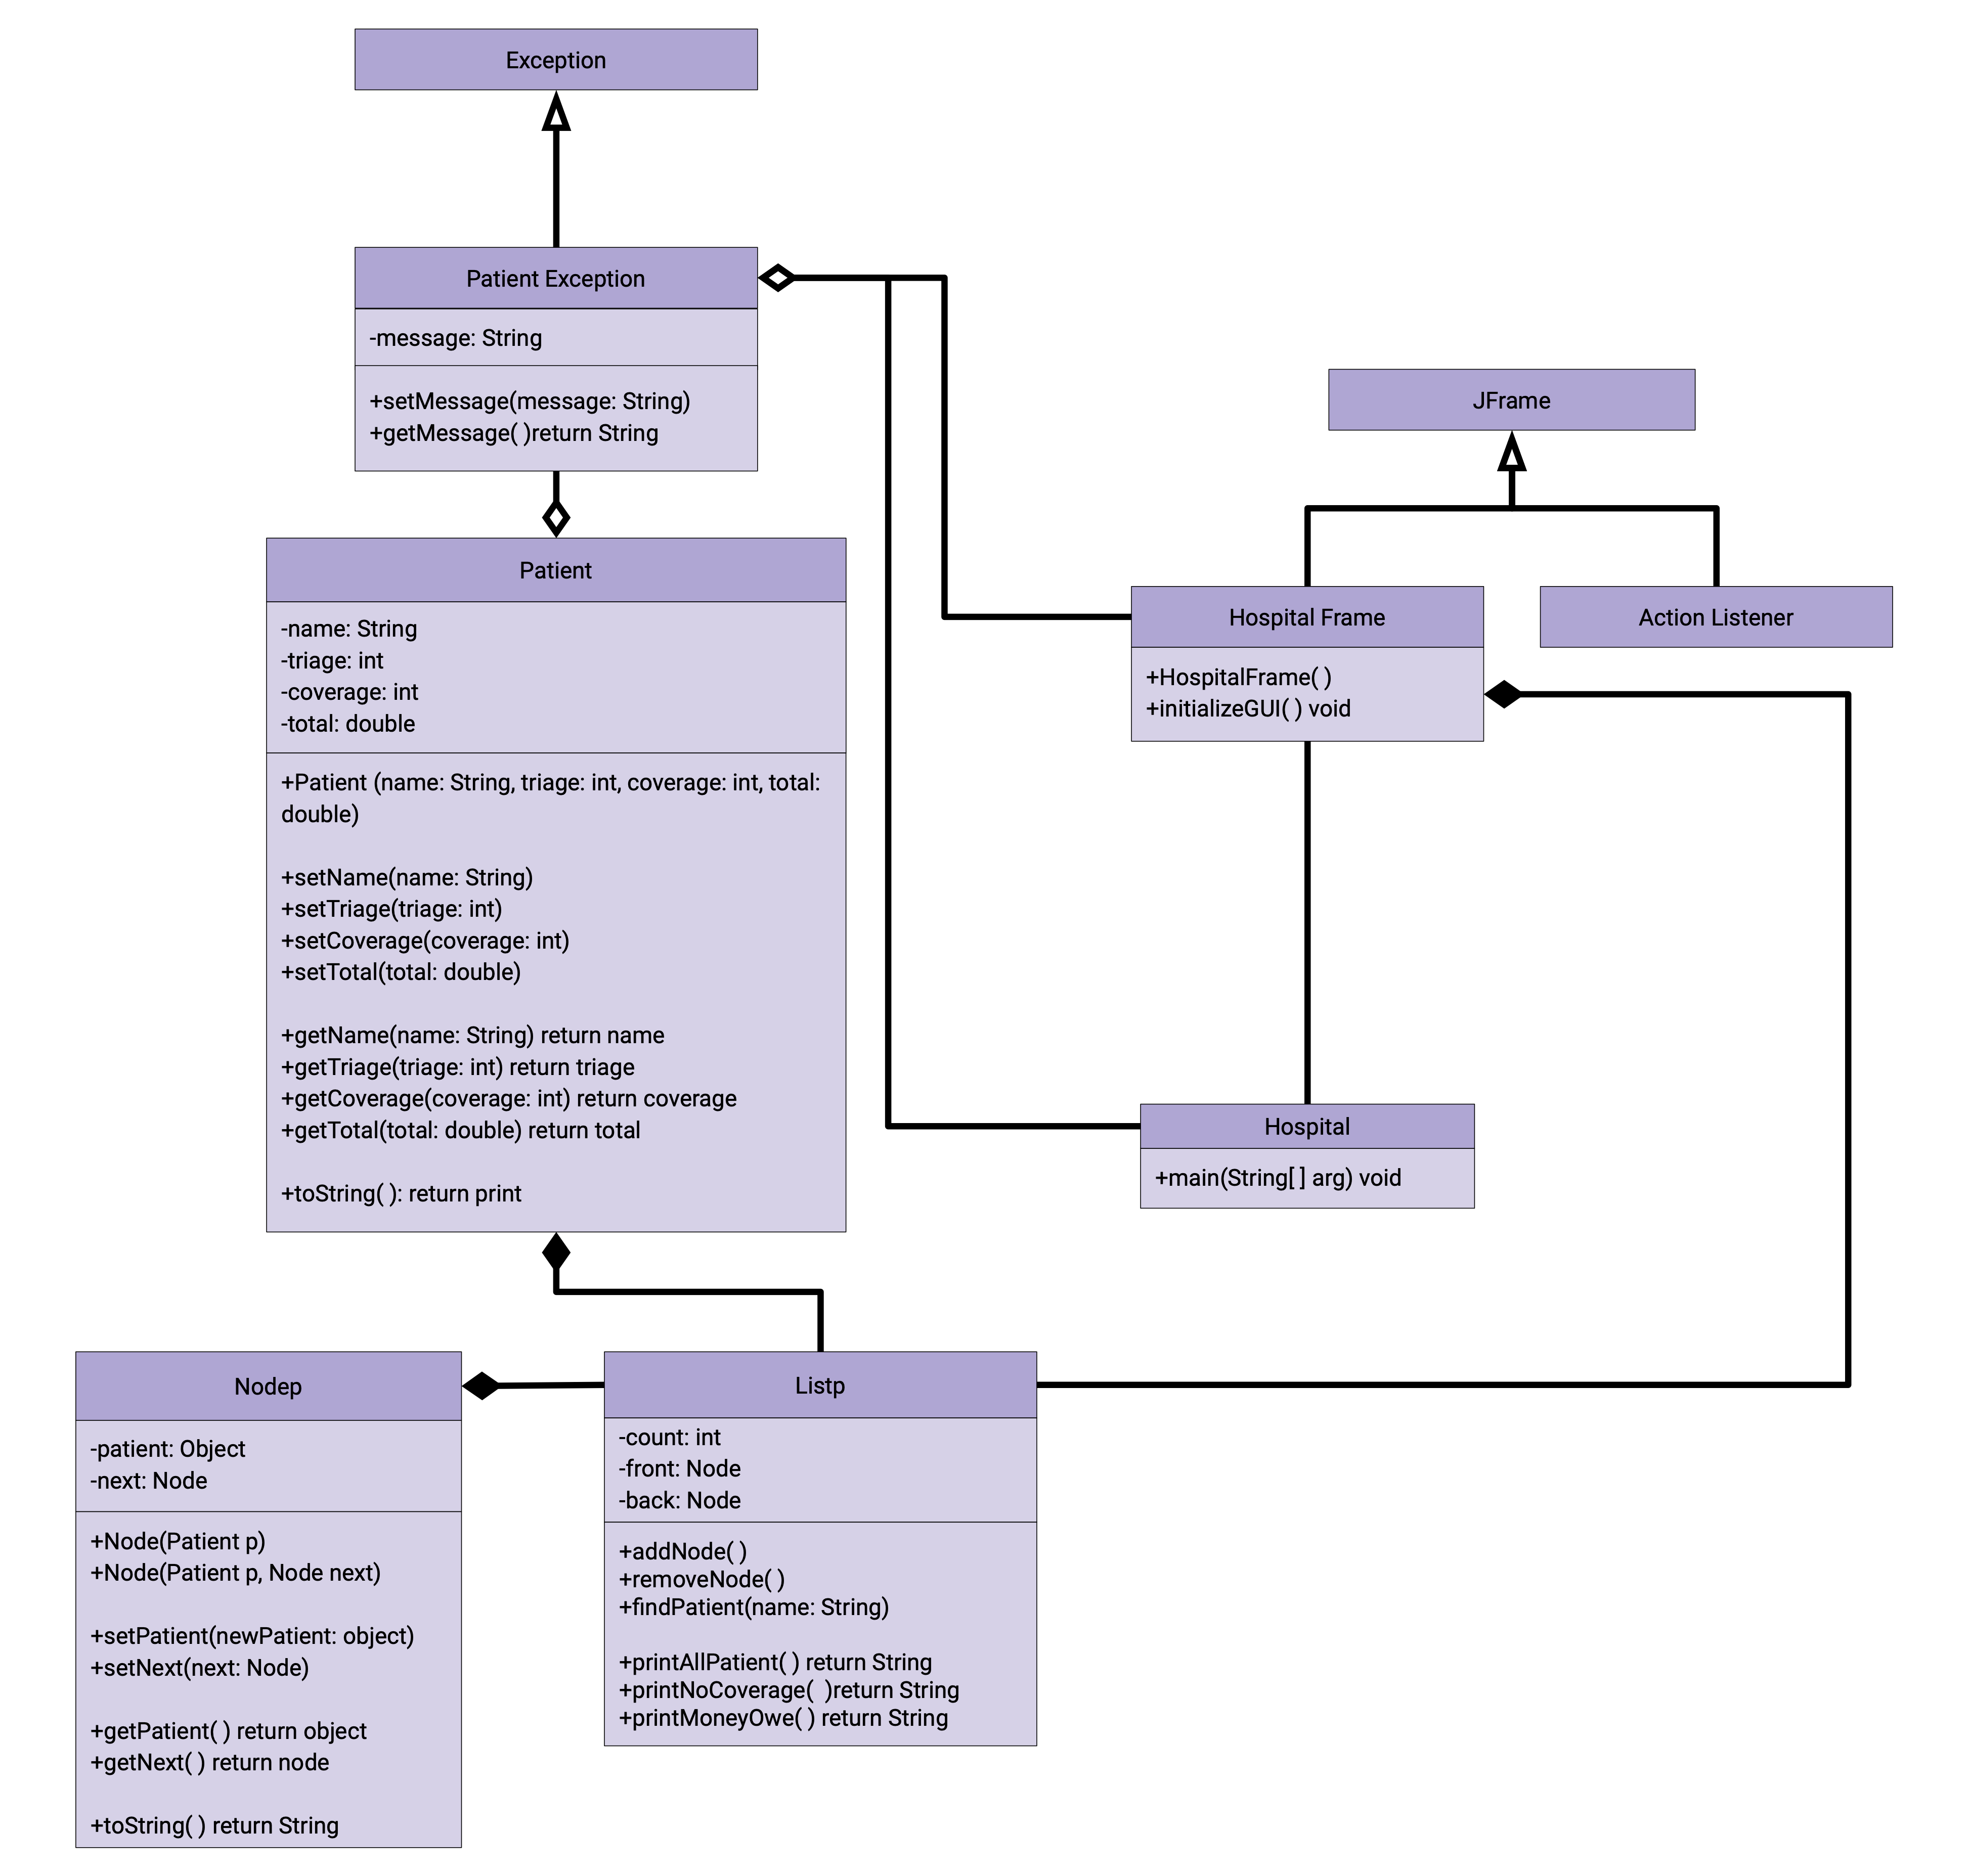 Exception
Patient Exception
-message: String
+setMessage(message: String)
+getMessage( )return String
JFrame
Patient
-name: String
-triage: int
-coverage: int
-total: double
+Patient (name: String, triage: int, coverage: int, total:
double)
+setName(name: String)
+setTriage(triage: int)
+setCoverage(coverage: int)
+setTotal(total: double)
+getName(name: String) return name
+getTriage(triage: int) return triage
+getCoverage(coverage: int) return coverage
+getTotal(total: double) return total
+toString( ): return print
Hospital Frame
+HospitalFrame( )
+initializeGUI( ) void
Action Listener
Hospital
+main(String[ ] arg) void
Nodep
-patient: Object
-next: Node
+Node(Patient p)
+Node(Patient p, Node next)
+setPatient(newPatient: object)
+setNext(next: Node)
+getPatient( ) return object
+getNext( ) return node
+toString( ) return String
Listp
-count: int
-front: Node
-back: Node
+addNode( )
+removeNode( )
+findPatient(name: String)
+printAllPatient( ) return String
+printNoCoverage(  )return String
+printMoneyOwe( ) return String